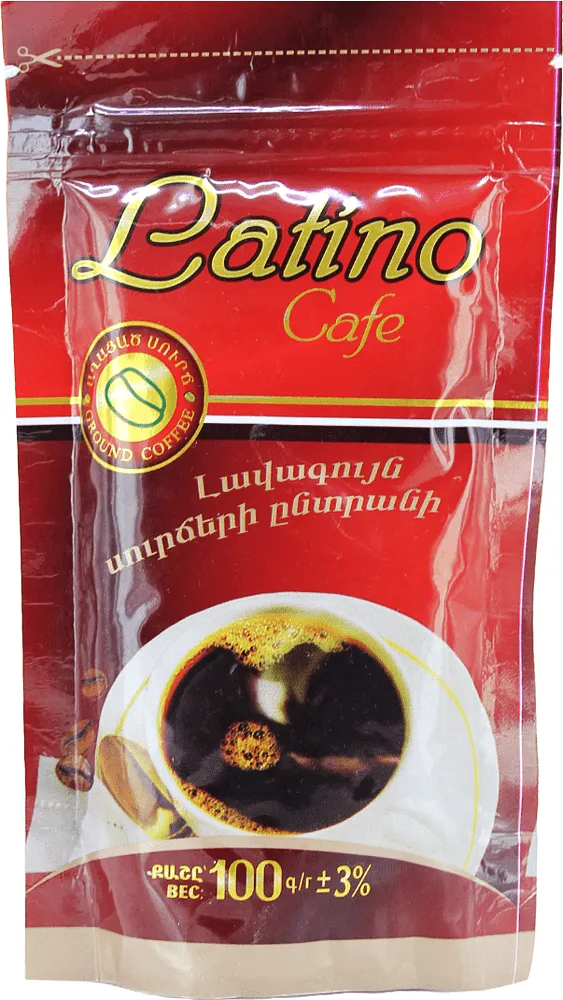 Latino
Cafe
ԱՂԱՑԱԾ ՍՈՒՐՃ
GROUND COFFEE
Լավագույն
սուրճերի ընտրանի
ՔԱՇԸ՝
ВЕС: 100 գ/г ± 3%